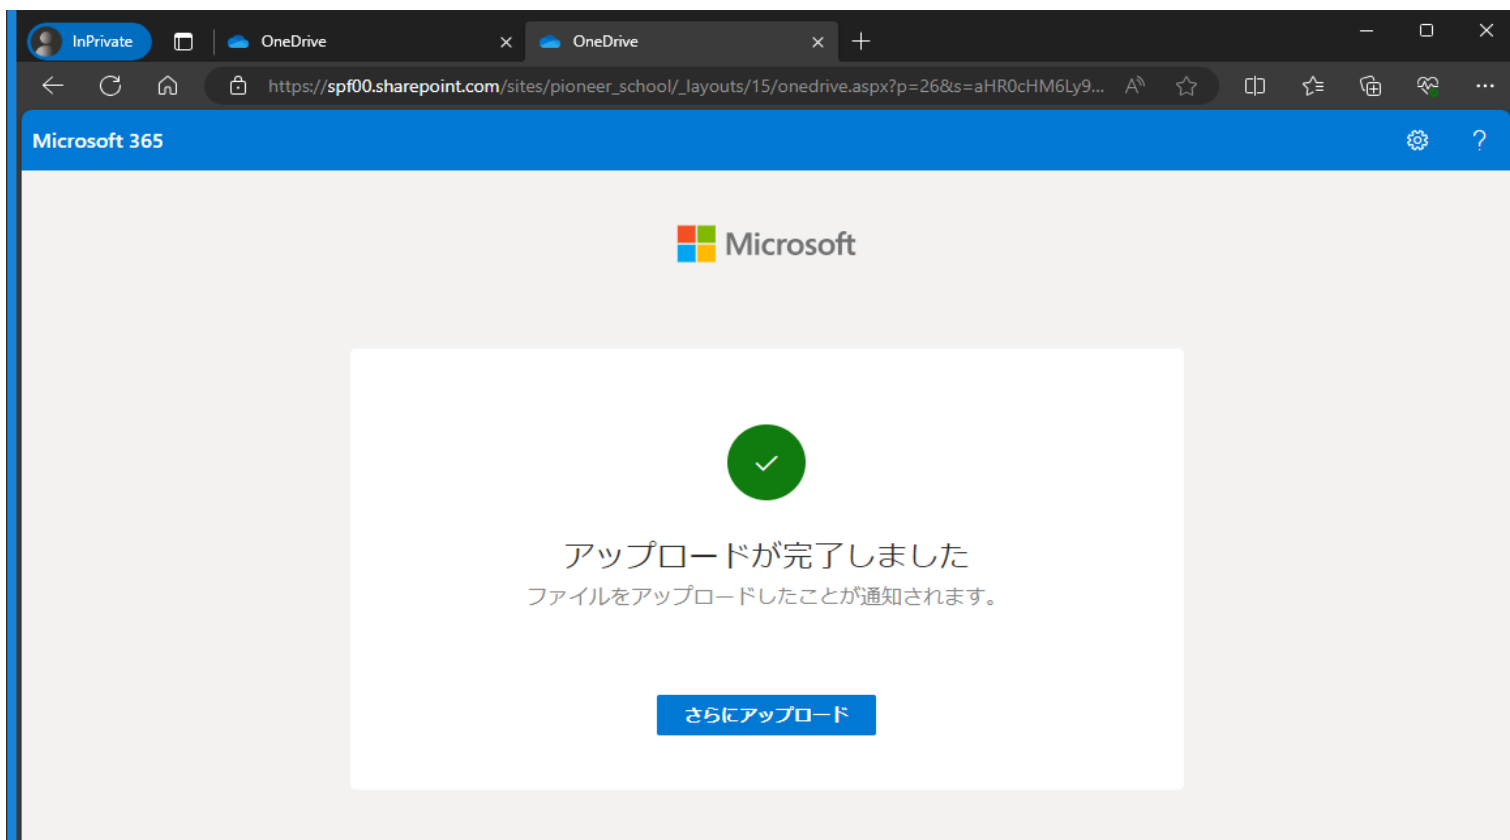 InPrivate
OneDrive
OneDrive
https://spf00.sharepoint.com/sites/pioneer_school/_layouts/15/onedrive.aspx?p=26&s=aHR0cHM6Ly9...
Microsoft 365
Microsoft
アップロードが完了しました
ファイルをアップロードしたことが通知されます。
さらにアップロード